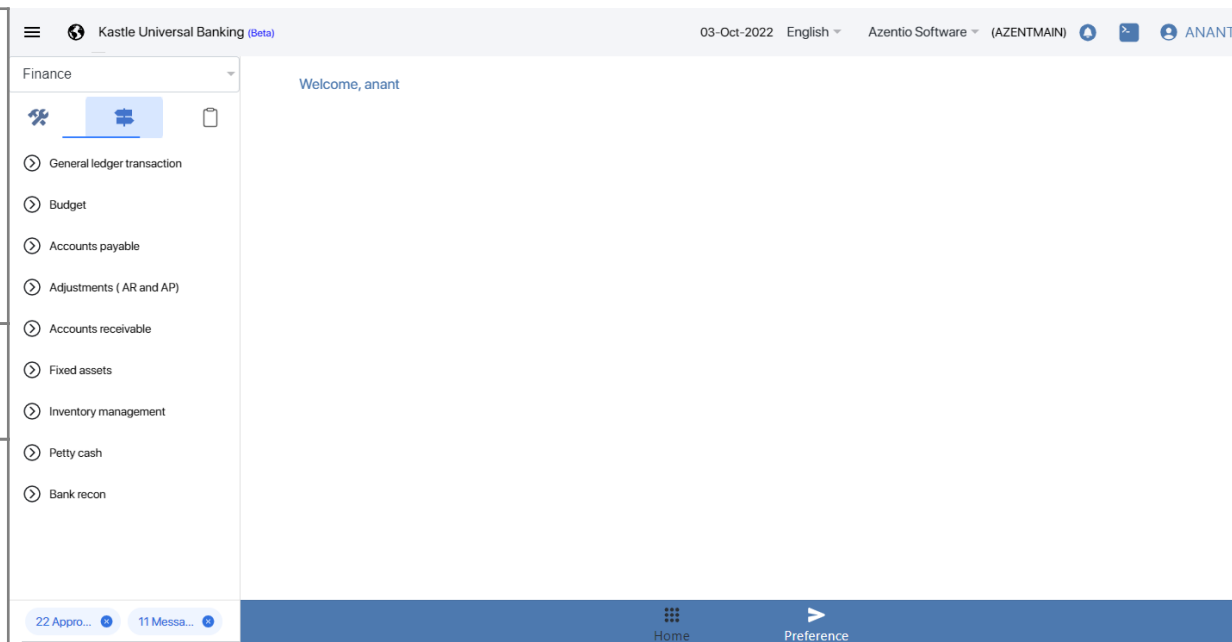 Kastle Universal Banking (Beta) 03-Oct-2022 English Azentio Software (AZENTMAIN) ANANT
Finance
Welcome, anant
General ledger transaction
Budget
Accounts payable
Adjustments ( AR and AP)
Accounts receivable
Fixed assets
Inventory management
Petty cash
Bank recon
22 Appro... 11 Messa...
Home Preference